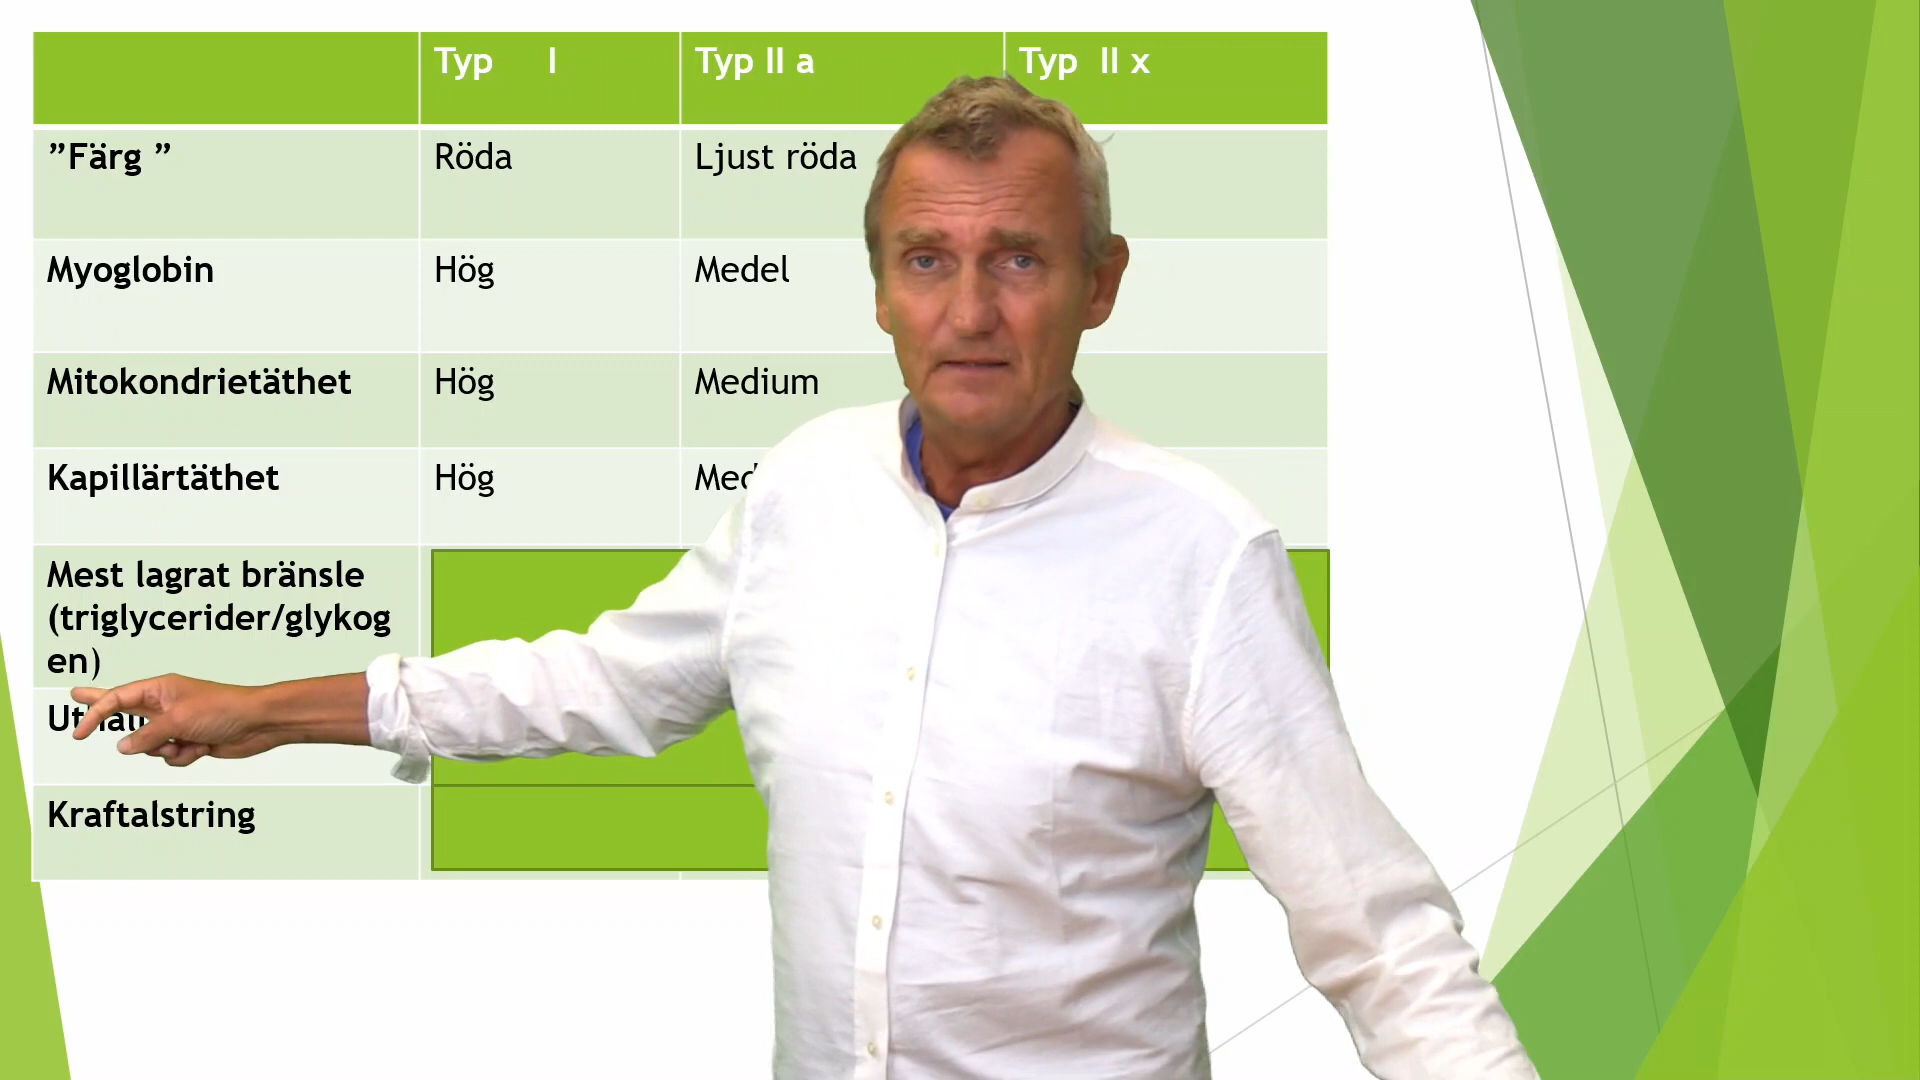 Typ I Typ II a Typ II x
”Färg ” Röda Ljust röda
Myoglobin Hög Medel
Mitokondrietäthet Hög Medium
Kapillärtäthet Hög
Mest lagrat bränsle
(triglycerider/glykog
en)
Kraftalstring